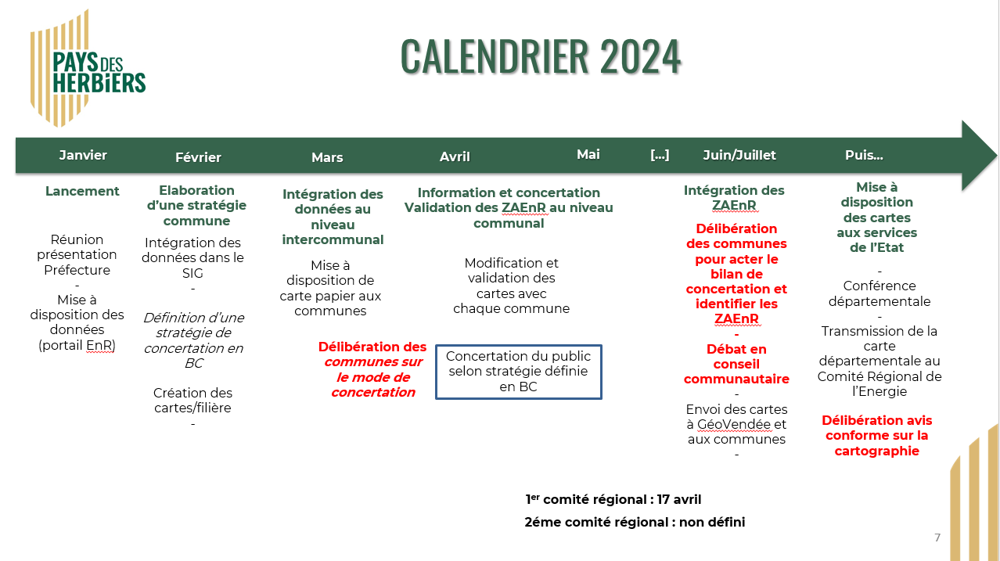 PAYS DES
HERBIERS
CALENDRIER 2024
Janvier
Février
Mars
Avril
Mai
[...]
Juin/Juillet
Puis...
Lancement
Réunion
présentation
Préfecture
-
Mise à
disposition des
données
(portail EnR)
Elaboration
d’une stratégie
commune
Intégration des
données dans le
SIG
-
Définition d’une
stratégie de
concertation en
BC
Création des
cartes/filière
-
Intégration des
données au
niveau
intercommunal
Mise à
disposition de
carte papier aux
communes
Délibération des
communes sur
le mode de
concertation
Information et concertation
Validation des ZAEnR au niveau
communal
Modification et
validation des
cartes avec
chaque commune
Concertation du public
selon stratégie définie
en BC
Intégration des
ZAEnR
Délibération
des communes
pour acter le
bilan de
concertation et
identifier les
ZAEnR
-
Débat en
conseil
communautaire
-
Envoi des cartes
à GéoVendée et
aux communes
-
Mise à
disposition
des cartes
aux services
de l’Etat
-
Conférence
départementale
-
Transmission de la
carte
départementale au
Comité Régional de
l’Energie
Délibération avis
conforme sur la
cartographie
1er comité régional : 17 avril
2éme comité régional : non défini
7